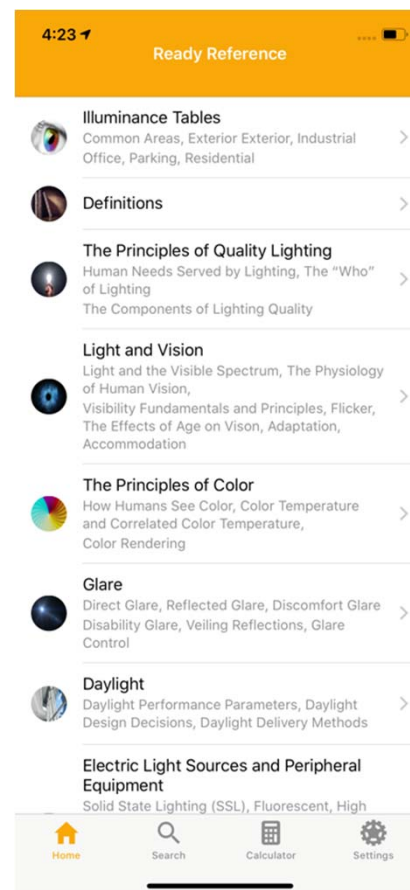 4:23
Ready Reference
Illuminance Tables
Common Areas, Exterior Exterior, Industrial
Office, Parking, Residential
Definitions
The Principles of Quality Lighting
Human Needs Served by Lighting, The “Who”
of Lighting
The Components of Lighting Quality
Light and Vision
Light and the Visible Spectrum, The Physiology
of Human Vision,
Visibility Fundamentals and Principles, Flicker,
The Effects of Age on Vison, Adaptation,
Accommodation
The Principles of Color
How Humans See Color, Color Temperature
and Correlated Color Temperature,
Color Rendering
Glare
Direct Glare, Reflected Glare, Discomfort Glare
Disability Glare, Veiling Reflections, Glare
Control
Daylight
Daylight Performance Parameters, Daylight
Design Decisions, Daylight Delivery Methods
Electric Light Sources and Peripheral
Equipment
Solid State Lighting (SSL), Fluorescent, High
Home Search Calculator Settings